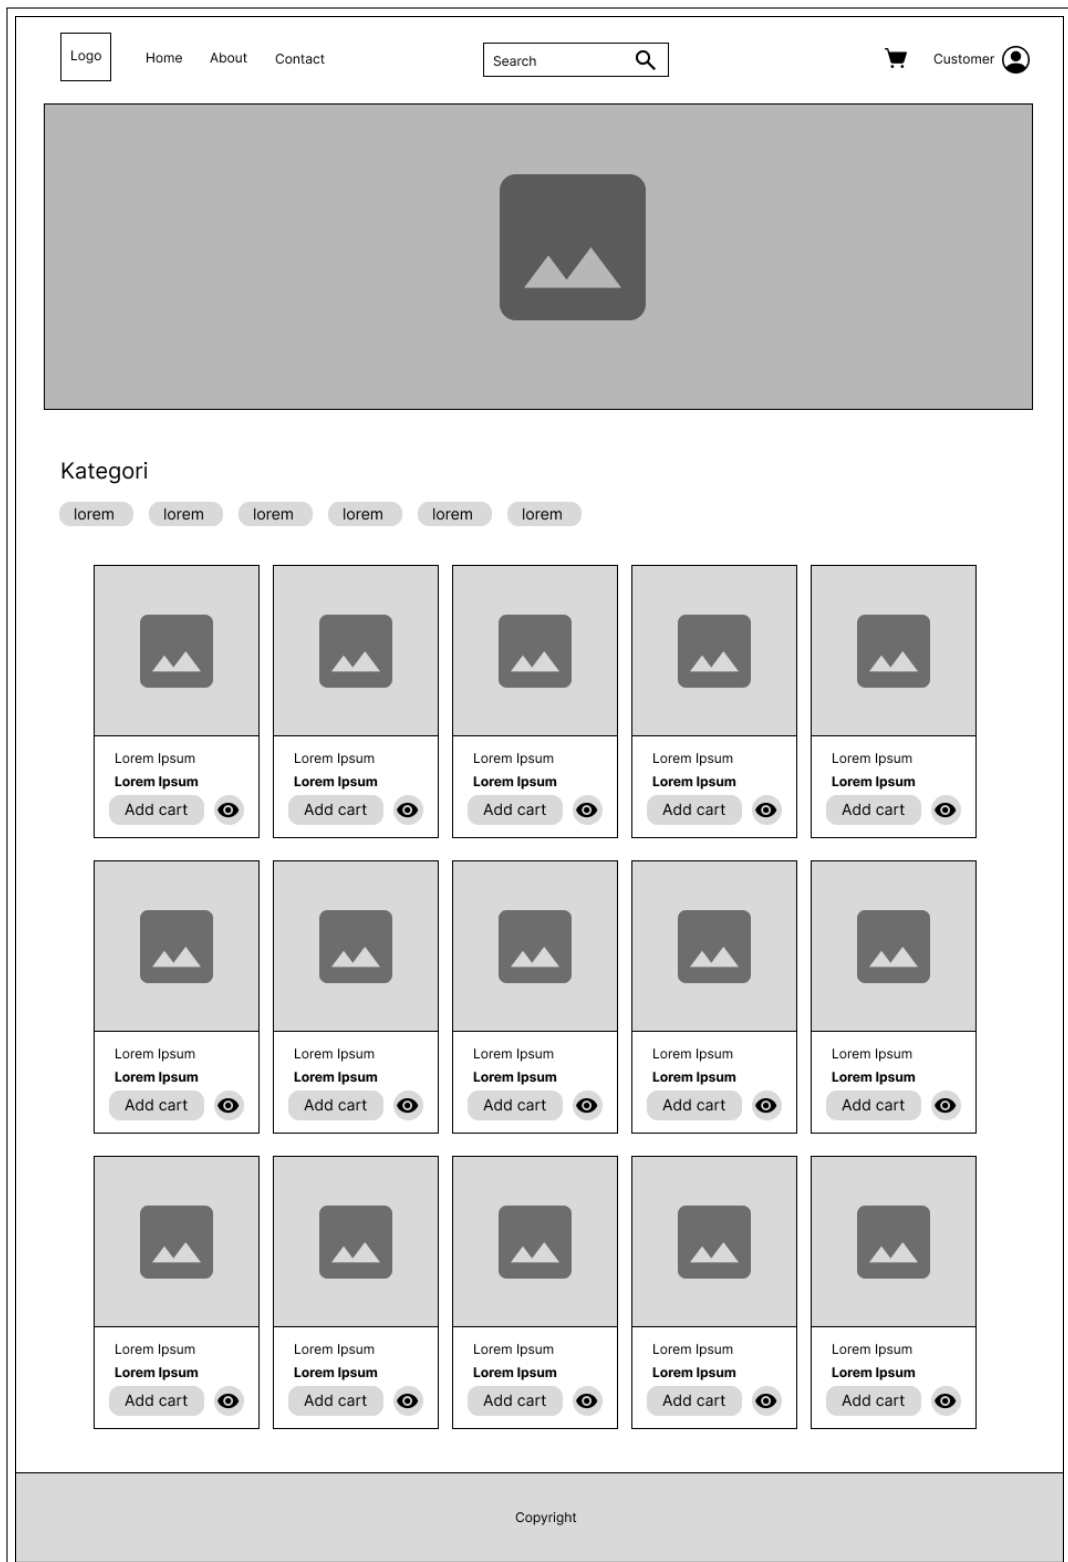 Logo Home About Contact Search Customer
Kategori
lorem lorem lorem lorem lorem lorem
Lorem Ipsum Lorem Ipsum Lorem Ipsum Lorem Ipsum Lorem Ipsum
Lorem Ipsum Lorem Ipsum Lorem Ipsum Lorem Ipsum Lorem Ipsum
Add cart Add cart Add cart Add cart Add cart
Lorem Ipsum Lorem Ipsum Lorem Ipsum Lorem Ipsum Lorem Ipsum
Lorem Ipsum Lorem Ipsum Lorem Ipsum Lorem Ipsum Lorem Ipsum
Add cart Add cart Add cart Add cart Add cart
Lorem Ipsum Lorem Ipsum Lorem Ipsum Lorem Ipsum Lorem Ipsum
Lorem Ipsum Lorem Ipsum Lorem Ipsum Lorem Ipsum Lorem Ipsum
Add cart Add cart Add cart Add cart Add cart
Copyright